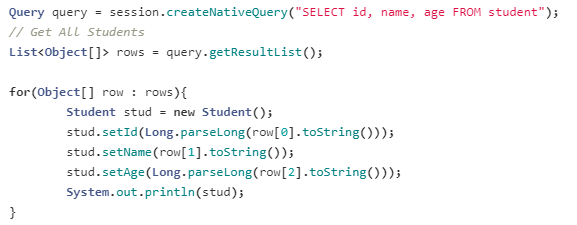 Query query = session.createNativeQuery("SELECT id, name, age FROM student");
// Get All Students
List<Object[]> rows = query.getResultList();

for(Object[] row : rows){
        Student stud = new Student();
        stud.setId(Long.parseLong(row[0].toString()));
        stud.setName(row[1].toString());
        stud.setAge(Long.parseLong(row[2].toString()));
        System.out.println(stud);
}